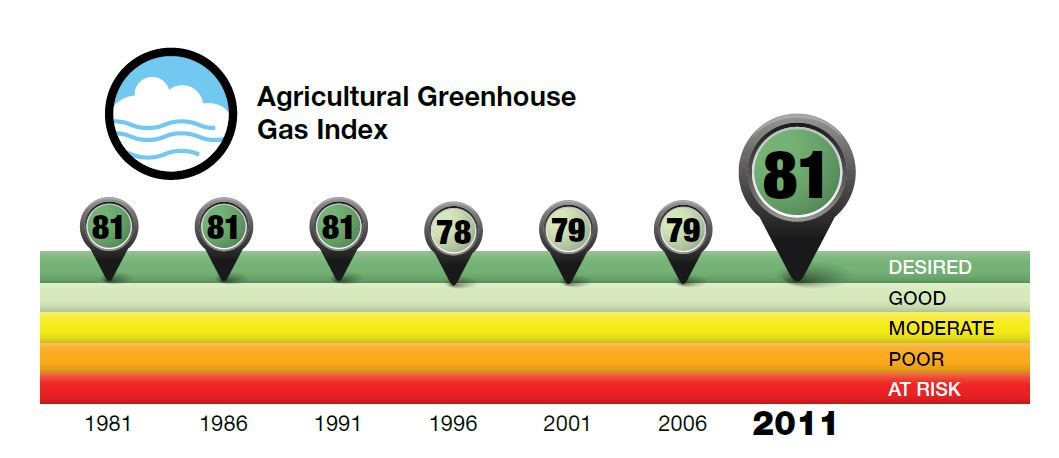 Agricultural Greenhouse
Gas Index
81
81
81
78
79
79
81
DESIRED
GOOD
MODERATE
POOR
AT RISK
1981
1986
1991
1996
2001
2006
2011